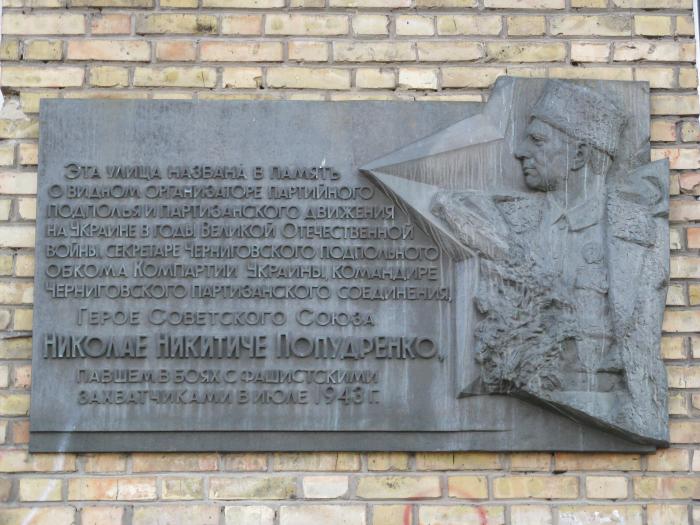 Эта улица названа в память
о видном организаторе партийного
подполья и партизанского движения
на Украине в годы Великой Отечественной
войны, секретаре Черниговского подпольного
обкома Компартии Украины, командире
Черниговского партизанского соединения,
Герое Советского Союза
Николае Никитиче Попудренко,
павшем в боях с фашистскими
захватчиками в июле 1943 г.